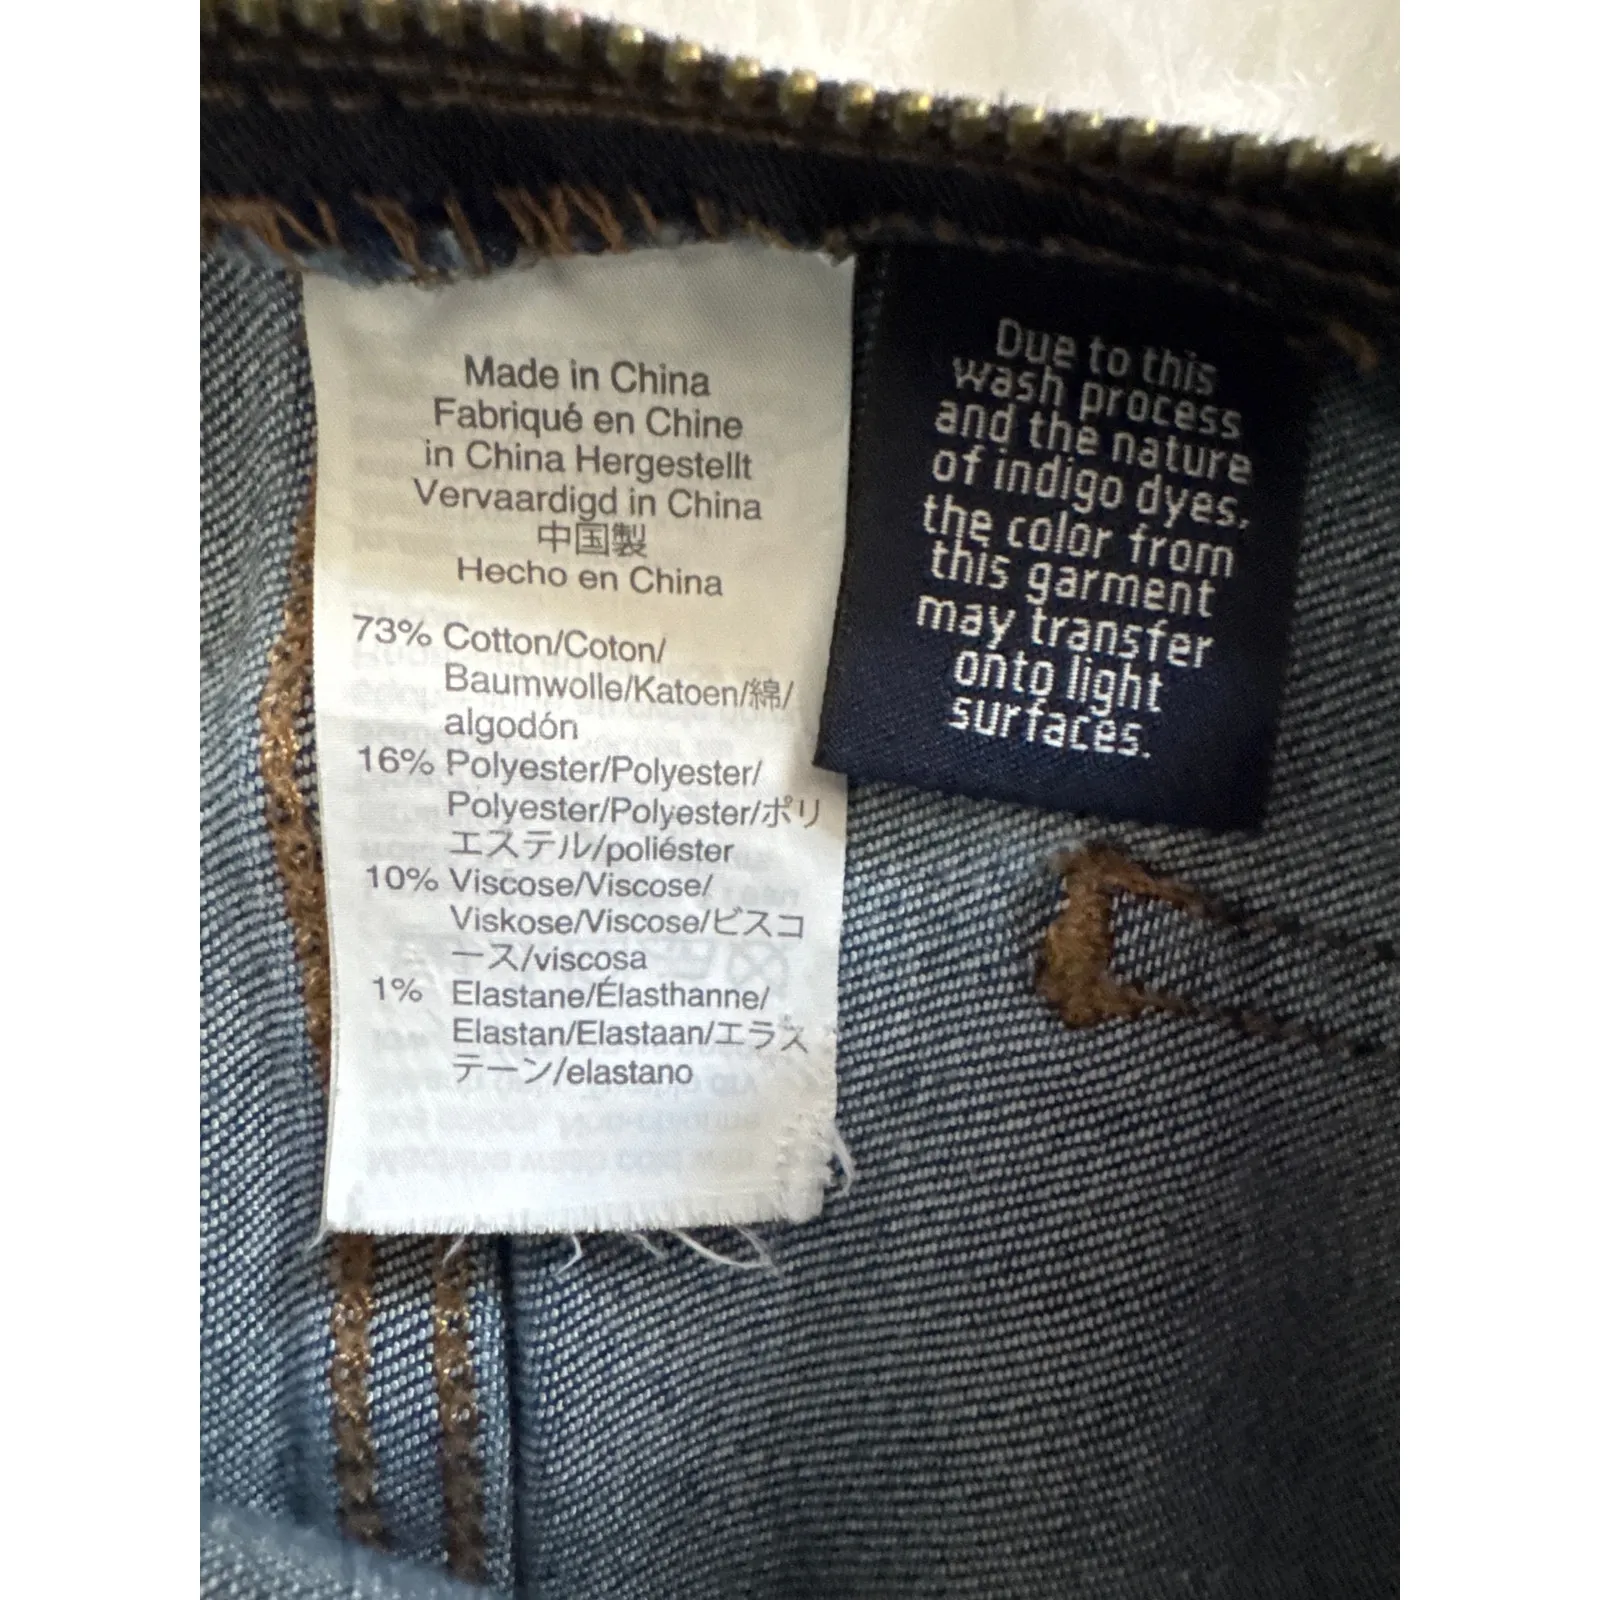 Made in China
Fabriqué en Chine
in China Hergestellt
Vervaardigd in China
中国製
Hecho en China
73% Cotton/Coton/
Baumwolle/Katoen/綿/
algodón
16% Polyester/Polyester/
Polyester/Polyester/ポリ
エステル/poliéster
10% Viscose/Viscose/
Viskose/Viscose/ビスコ
ース/viscosa
1% Elastane/Élasthanne/
Elastan/Elastaan/エラス
テーン/elastano
Due to this
wash process
and the nature
of indigo dyes,
the color from
this garment
may transfer
onto light
surfaces.